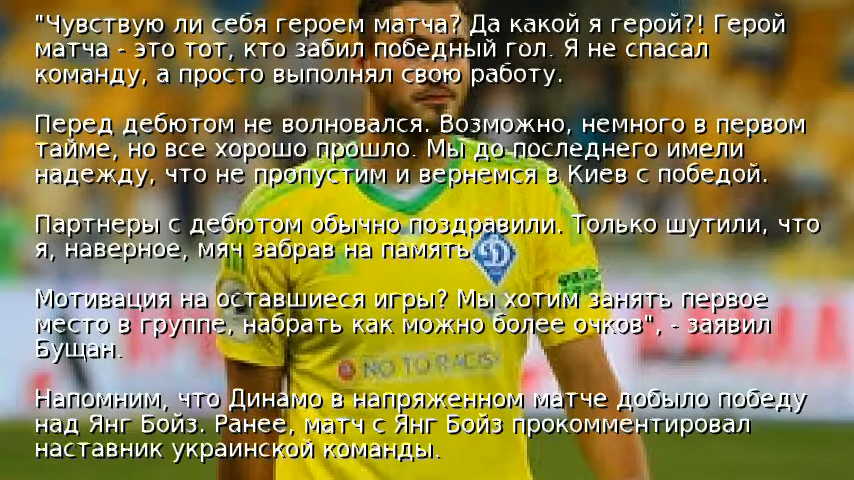 "Чувствую ли себя героем матча? Да какой я герой?! Герой
матча - это тот, кто забил победный гол. Я не спасал
команду, а просто выполнял свою работу.
Перед дебютом не волновался. Возможно, немного в первом
тайме, но все хорошо прошло. Мы до последнего имели
надежду, что не пропустим и вернемся в Киев с победой.
Партнеры с дебютом обычно поздравили. Только шутили, что
я, наверное, мяч забрав на память
Мотивация на оставшиеся игры? Мы хотим занять первое
место в группе, набрать как можно более очков", - заявил
Бущан.
NO TO RACISM
Напомним, что Динамо в напряженном матче добыло победу
над Янг Бойз. Ранее, матч с Янг Бойз прокомментировал
наставник украинской команды.